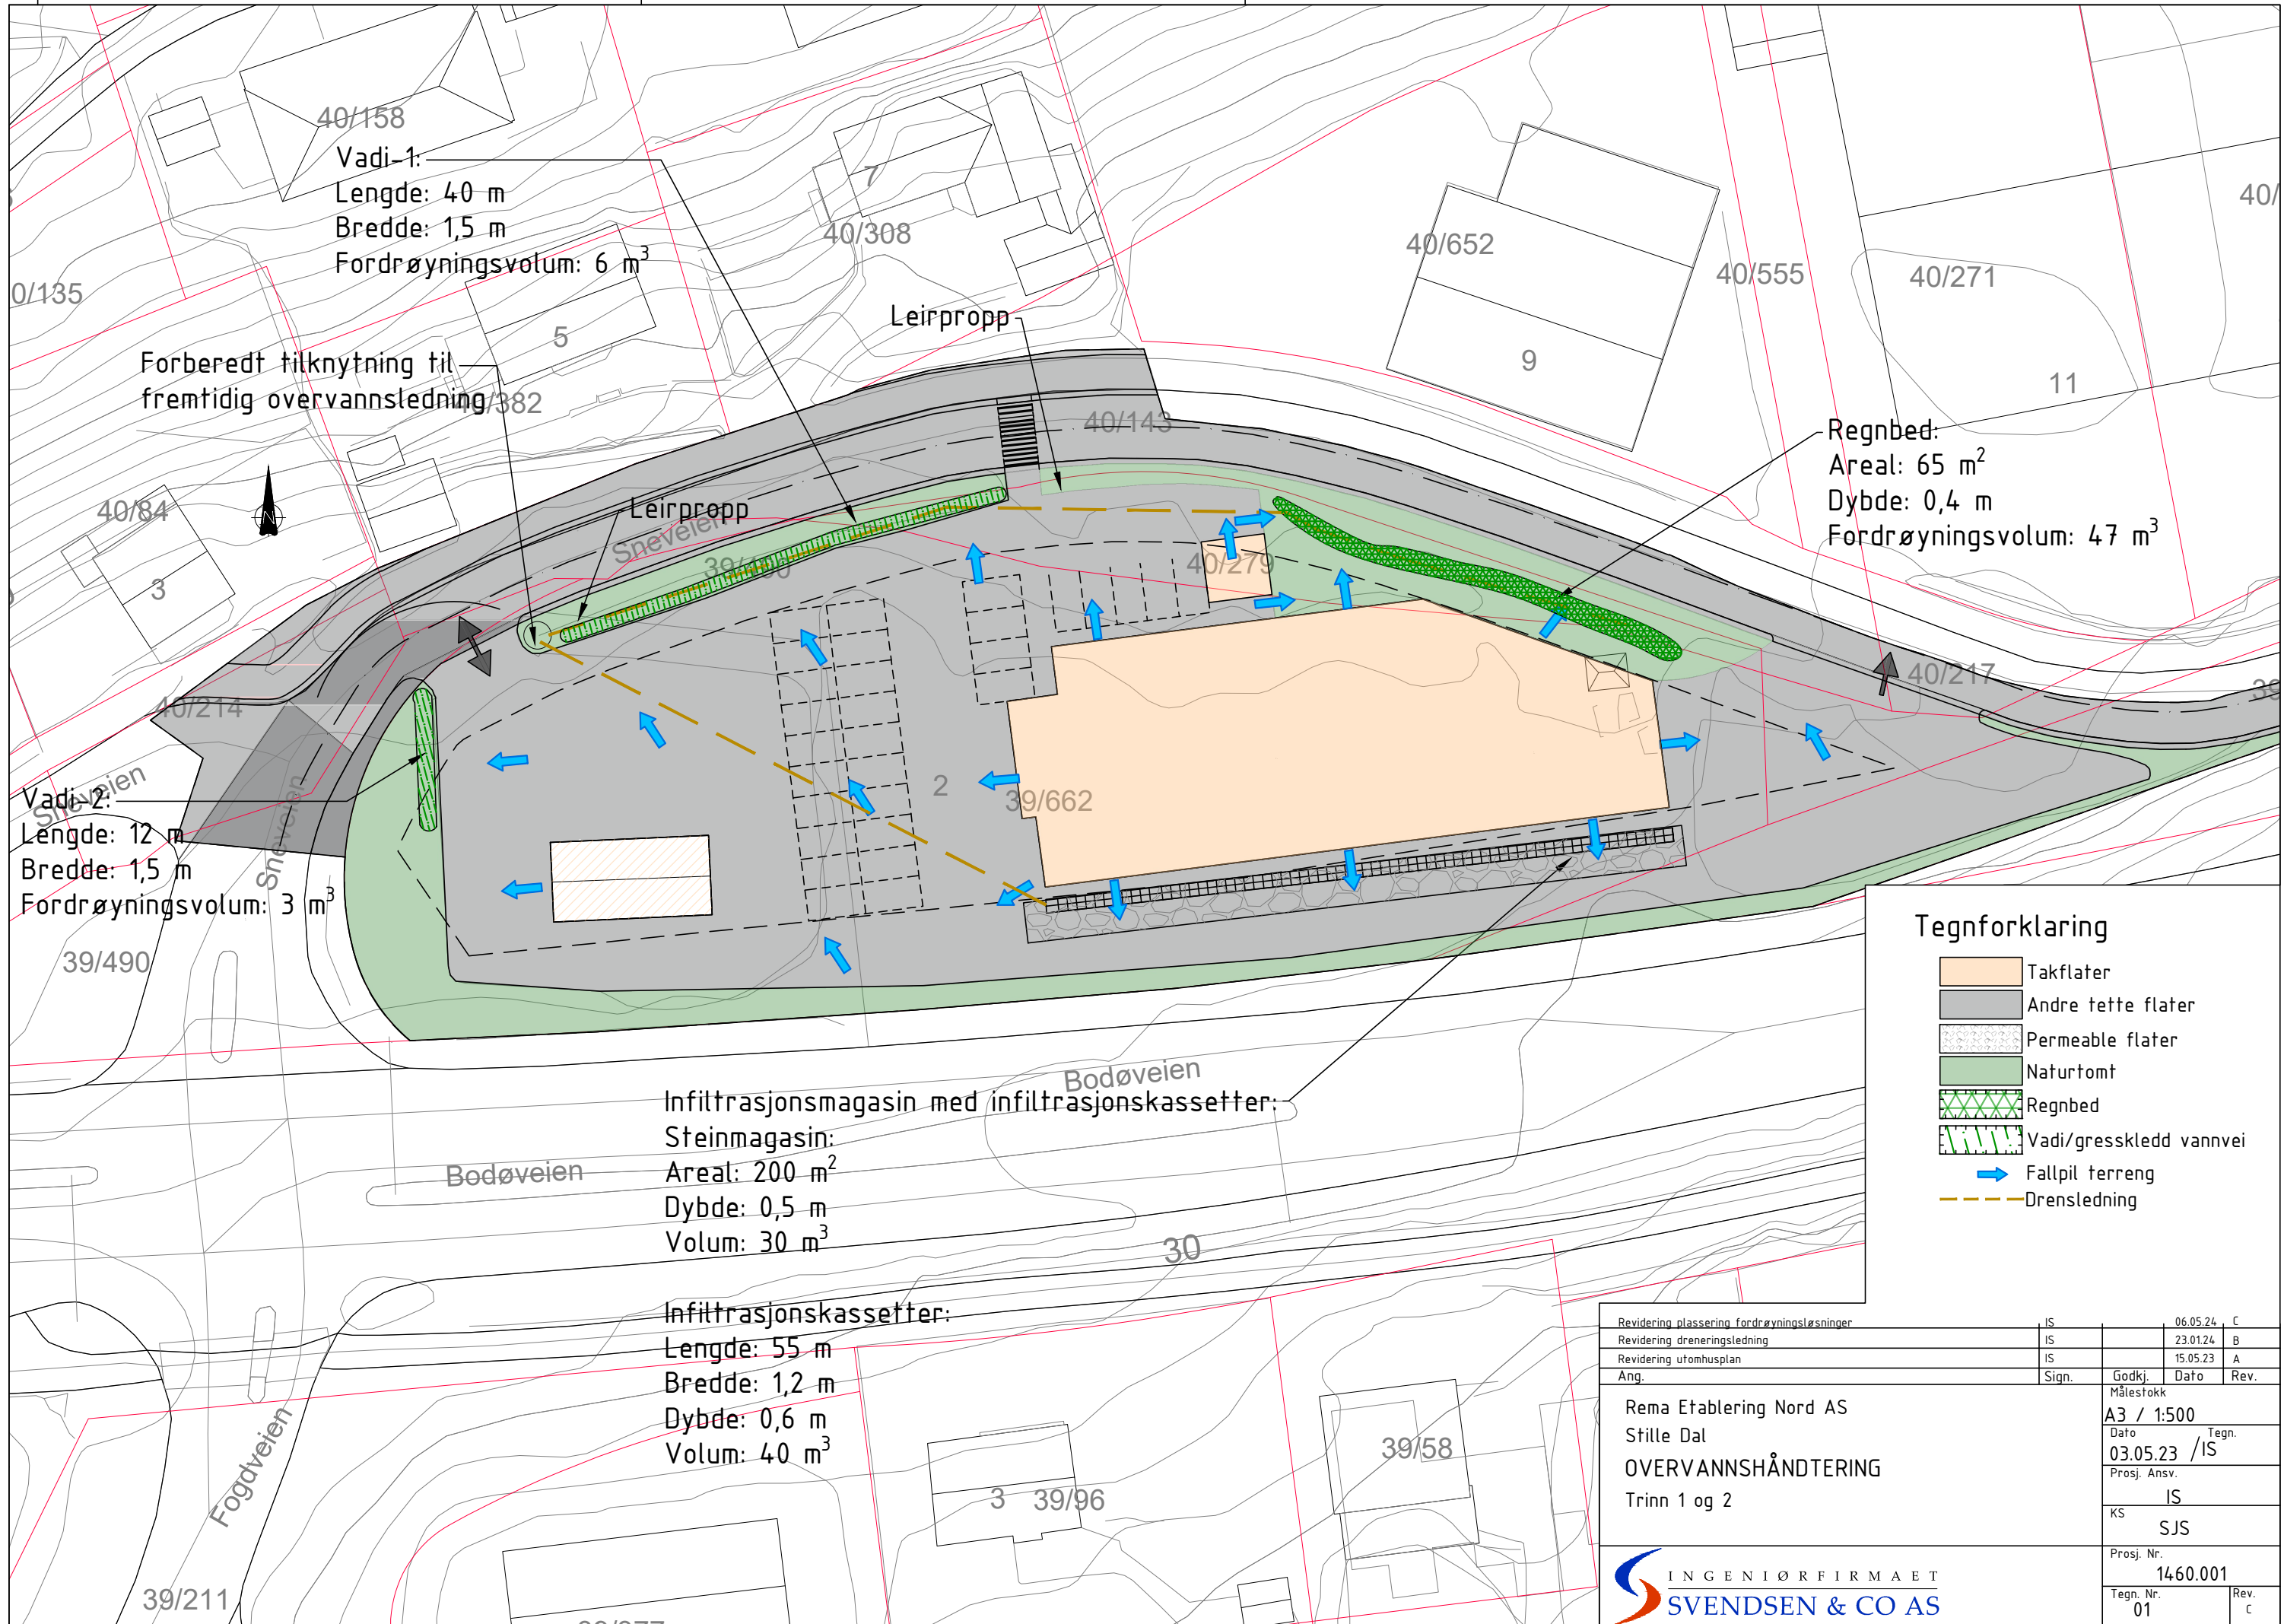 40/158
Vadi-1:
Lengde: 40 m
Bredde: 1,5 m
Fordrøyningsvolum: 6 m³
7
40/308
40/652
40/555
40/271
40/
0/135
5
9
11
Leirpropp
Forberedt tilknytning til
fremtidig overvannsledning
/382
40/143
Regnbed:
Areal: 65 m²
Dybde: 0,4 m
Fordrøyningsvolum: 47 m³
40/84
N
3
Leirpropp
Sneveien
40/279
40/214
40/217
39
Sneveien
Vadi-2:
Lengde: 12 m
Bredde: 1,5 m
Fordrøyningsvolum: 3 m³
Sneveien
2
39/662
39/490
Bodøveien
Bodøveien
Infiltrasjonsmagasin med infiltrasjonskassetter:
Steinmagasin:
Areal: 200 m²
Dybde: 0,5 m
Volum: 30 m³
30
Infiltrasjonskassetter:
Lengde: 55 m
Bredde: 1,2 m
Dybde: 0,6 m
Volum: 40 m³
Fogdveien
3
39/96
39/58
39/211
Tegnforklaring
Takflater
Andre tette flater
Permeable flater
Naturtomt
Regnbed
Vadi/gresskledd vannvei
Fallpil terreng
Drensledning
Revidering plassering fordrøyningsløsninger IS 06.05.24 C
Revidering dreneringsledning IS 23.01.24 B
Revidering utomhusplan IS 15.05.23 A
Ang. Sign. Godkj. Dato Rev.
Rema Etablering Nord AS
Stille Dal
OVERVANNSHÅNDTERING
Trinn 1 og 2
Målestokk
A3 / 1:500
Dato Tegn.
03.05.23 /IS
Prosj. Ansv.
IS
KS
SJS
Prosj. Nr.
1460.001
Tegn. Nr. Rev.
01 C
INGENIØRFIRMAET
SVENDSEN & CO AS